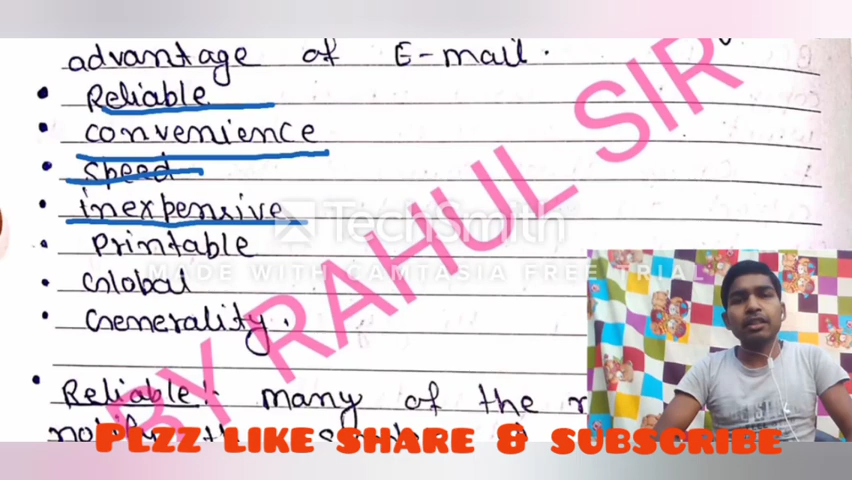 advantage of E-mail.
Reliable
convenience
speed
inexpensive
Printable
Global
Generality.
Reliable: many of the
BY RAHUL SIR
TechSmith
MADE WITH CAMTASIA FREE TRIAL
PLZZ LIKE SHARE & SUBSCRIBE